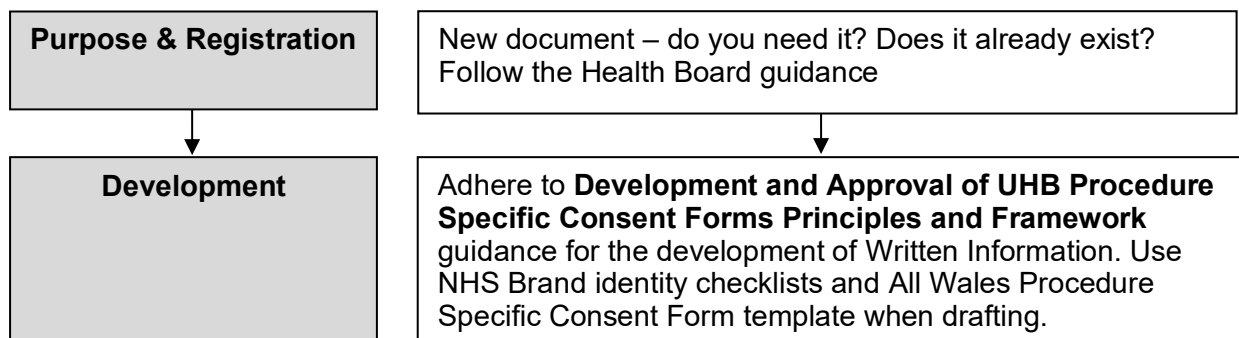 Purpose & Registration
New document – do you need it? Does it already exist?
Follow the Health Board guidance
Development
Adhere to Development and Approval of UHB Procedure
Specific Consent Forms Principles and Framework
guidance for the development of Written Information. Use
NHS Brand identity checklists and All Wales Procedure
Specific Consent Form template when drafting.